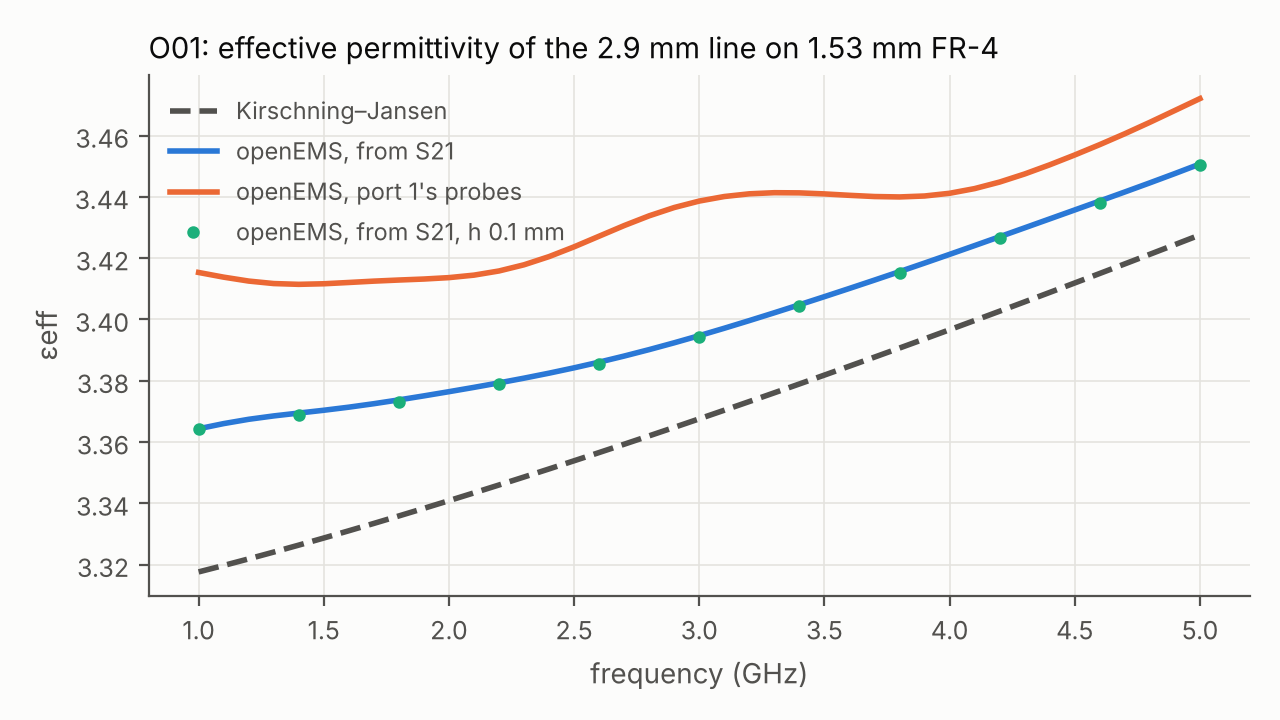 O01: effective permittivity of the 2.9 mm line on 1.53 mm FR-4
Kirschning–Jansen
openEMS, from S21
openEMS, port 1's probes
openEMS, from S21, h 0.1 mm
3.46
3.44
3.42
3.40
3.38
3.36
3.34
3.32
εeff
1.0 1.5 2.0 2.5 3.0 3.5 4.0 4.5 5.0
frequency (GHz)